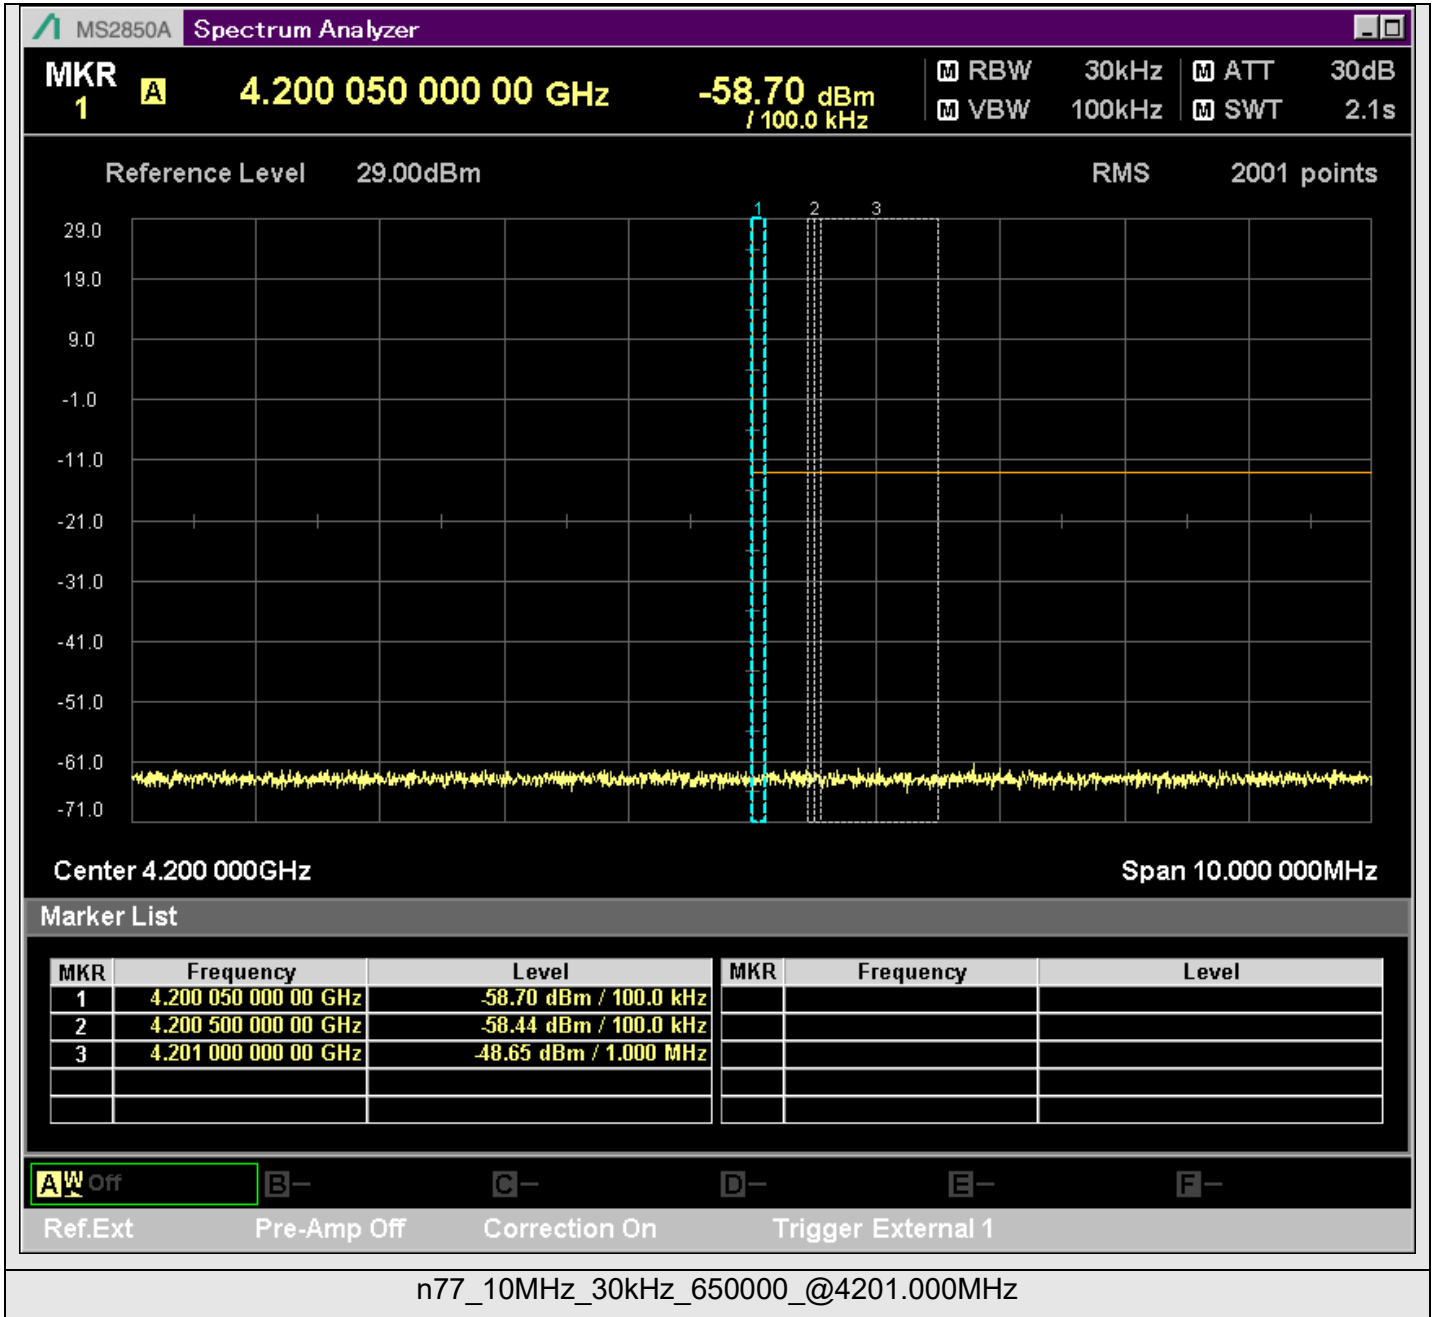 MS2850A Spectrum Analyzer
MKR 1 A 4.200 050 000 00 GHz -58.70 dBm / 100.0 kHz
M RBW 30kHz M ATT 30dB
M VBW 100kHz M SWT 2.1s
Reference Level 29.00dBm RMS 2001 points
1 2 3
29.0
19.0
9.0
-1.0
-11.0
-21.0
-31.0
-41.0
-51.0
-61.0
-71.0
Center 4.200 000GHz Span 10.000 000MHz
Marker List
MKR Frequency Level MKR Frequency Level
1 4.200 050 000 00 GHz -58.70 dBm / 100.0 kHz
2 4.200 500 000 00 GHz -58.44 dBm / 100.0 kHz
3 4.201 000 000 00 GHz -48.65 dBm / 1.000 MHz
A W Off B - C - D - E - F -
Ref.Ext Pre-Amp Off Correction On Trigger External 1
n77_10MHz_30kHz_650000_@4201.000MHz